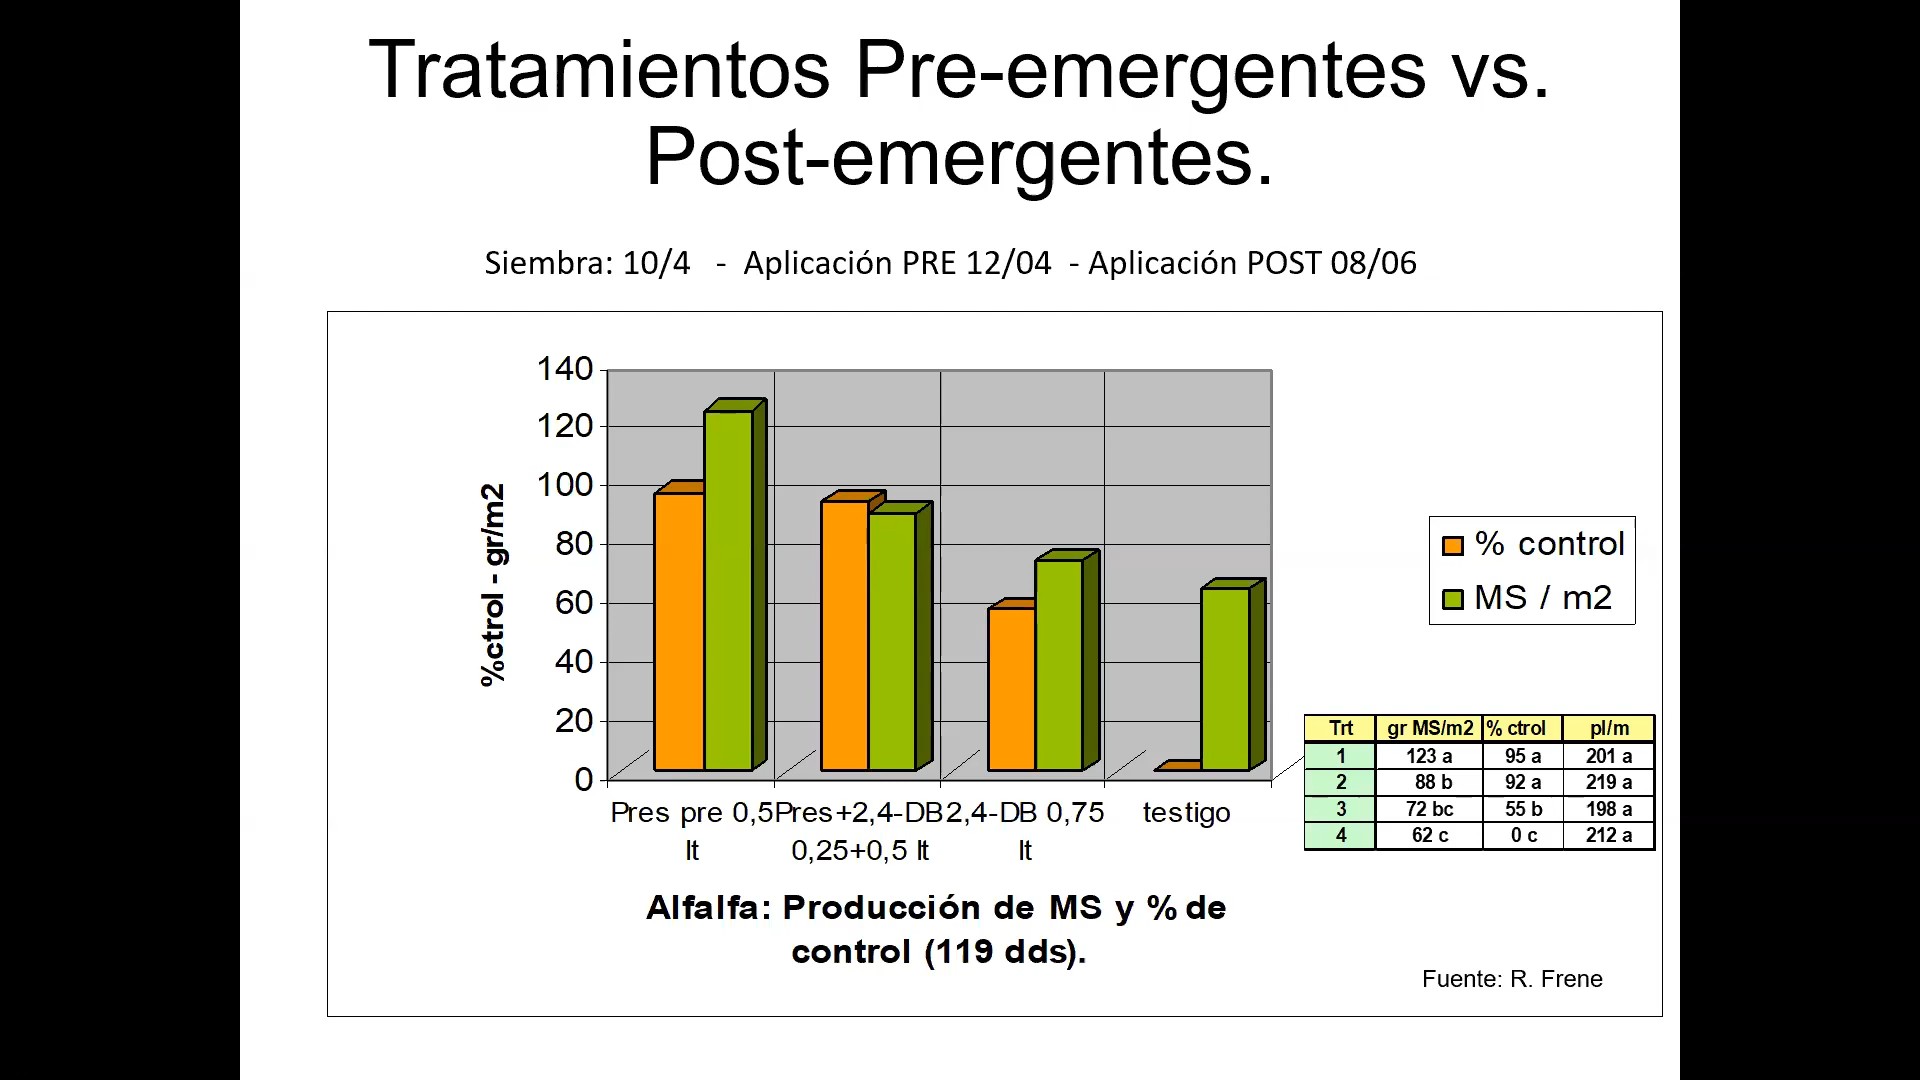 Tratamientos Pre-emergentes vs.
Post-emergentes.
Siembra: 10/4 - Aplicación PRE 12/04 - Aplicación POST 08/06
%ctrol - gr/m2
140
120
100
80
60
40
20
0
Pres pre 0,5 lt
Pres+2,4-DB 0,25+0,5 lt
2,4-DB 0,75 lt
testigo
% control
MS / m2
Trt gr MS/m2 % ctrol pl/m
1 123 a 95 a 201 a
2 88 b 92 a 219 a
3 72 bc 55 b 198 a
4 62 c 0 c 212 a
Alfalfa: Producción de MS y % de
control (119 dds).
Fuente: R. Frene